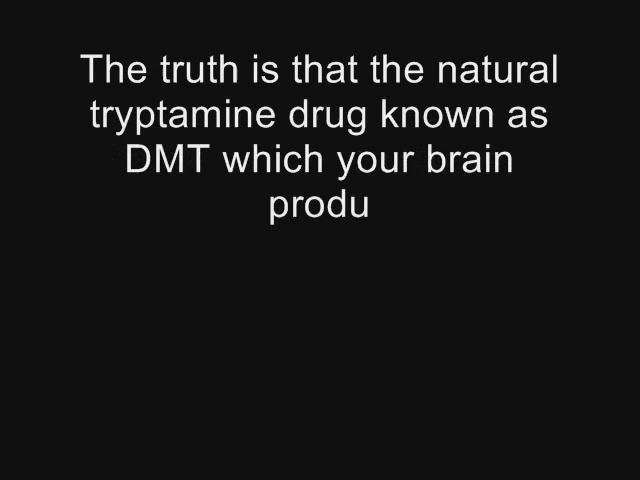 The truth is that the natural
tryptamine drug known as
DMT which your brain
produ